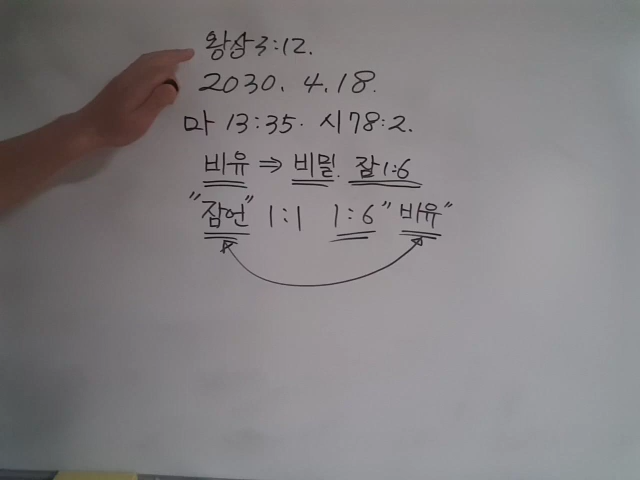 왕상3:12.
2030. 4.18.
마 13:35. 시78:2.
비유 ⇒ 비밀. 잠1:6
"잠언" 1:1 1:6 "비유"